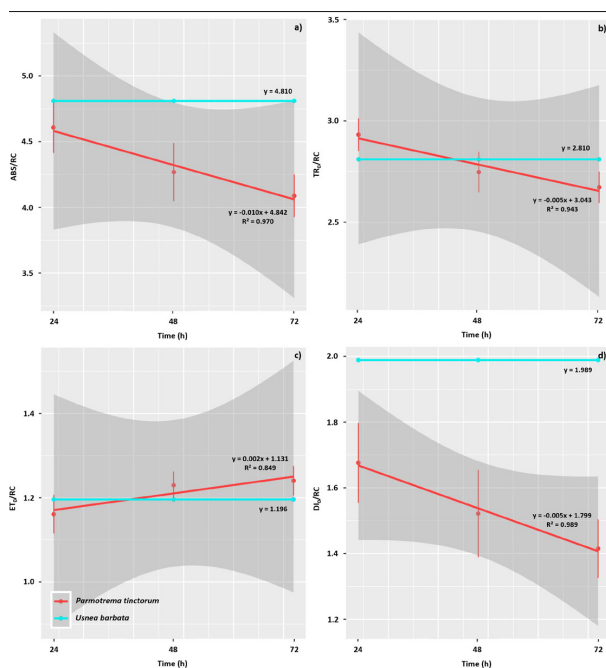 a)
5.0
4.5
4.0
3.5
ABS/RC
y = 4.810
y = -0.010x + 4.842
R² = 0.970
24
48
72
Time (h)
b)
3.5
3.0
2.5
TR₀/RC
y = 2.810
y = -0.005x + 3.043
R² = 0.943
24
48
72
Time (h)
c)
1.4
1.2
1.0
ET₀/RC
y = 0.002x + 1.131
R² = 0.849
y = 1.196
Parmotrema tinctorum
Usnea barbata
24
48
72
Time (h)
d)
2.0
1.8
1.6
1.4
1.2
DI₀/RC
y = 1.989
y = -0.005x + 1.799
R² = 0.989
24
48
72
Time (h)